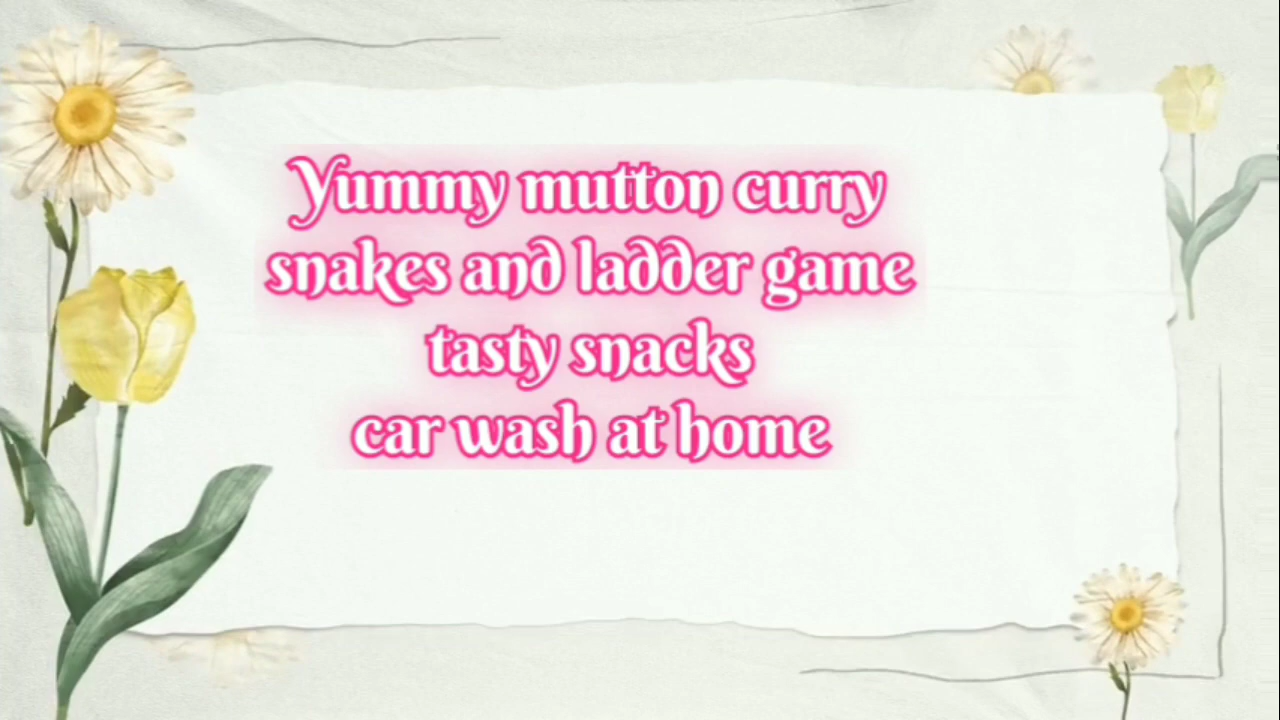 Yummy mutton curry
snakes and ladder game
tasty snacks
car wash at home